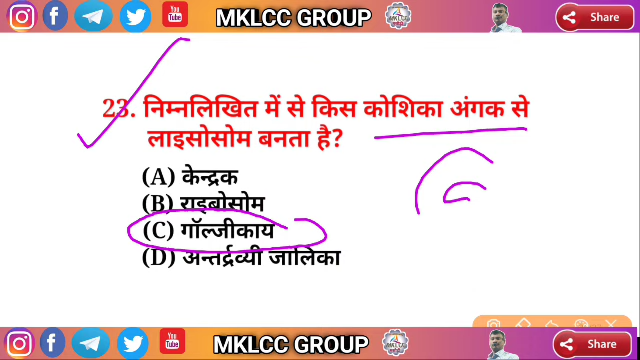 MKLCC GROUP
Share
23. निम्नलिखित में से किस कोशिका अंगक से
लाइसोसोम बनता है?
(A) केन्द्रक
(B) राइबोसोम
(C) गॉल्जीकाय
(D) अन्तर्द्रव्यी जालिका
MKLCC GROUP
Share